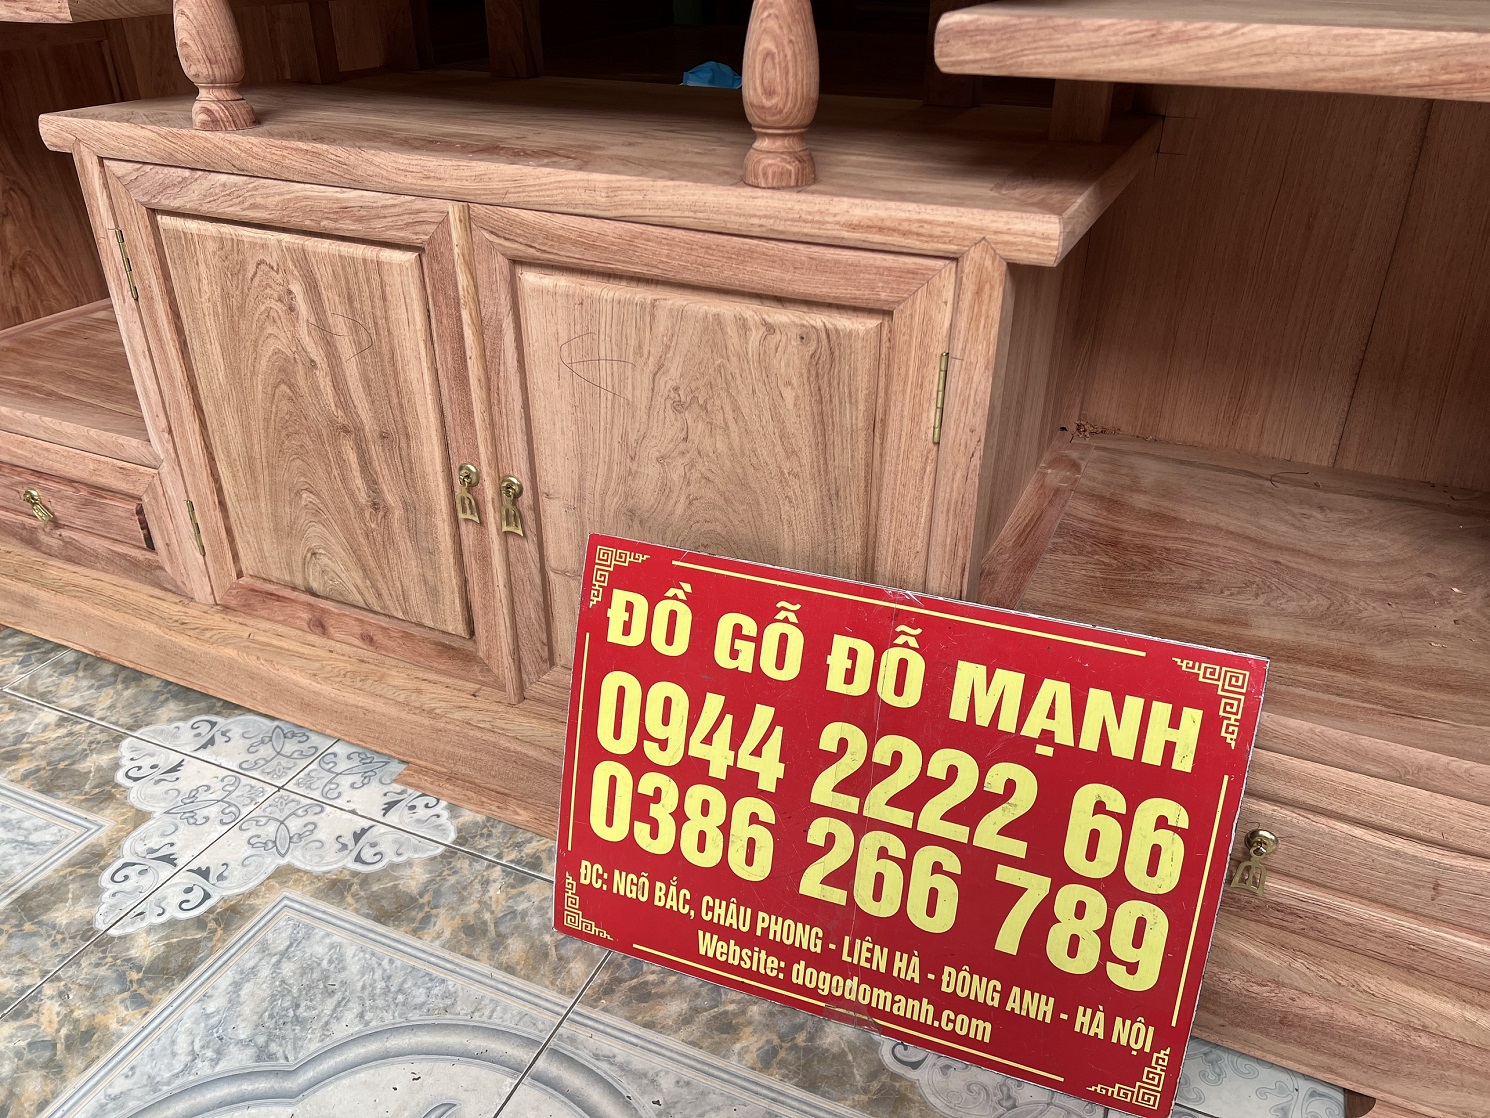 ĐỒ GỖ ĐỖ MẠNH
0944 2222 66
0386 266 789
ĐC: NGÕ BẮC, CHÂU PHONG - LIÊN HÀ - ĐÔNG ANH - HÀ NỘI
Website: dogodomanh.com